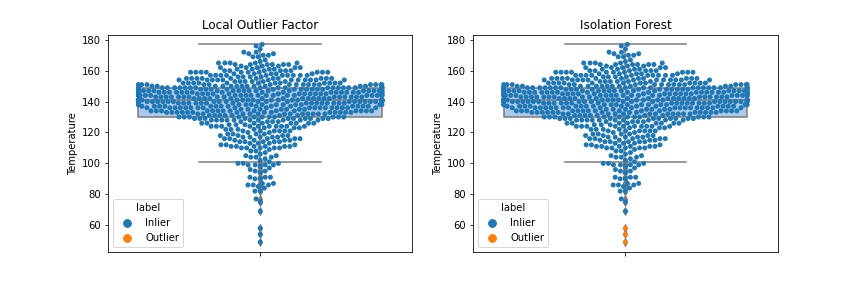 Local Outlier Factor
180
160
140
120
100
80
60
Temperature
label
Inlier
Outlier
Isolation Forest
180
160
140
120
100
80
60
Temperature
label
Inlier
Outlier